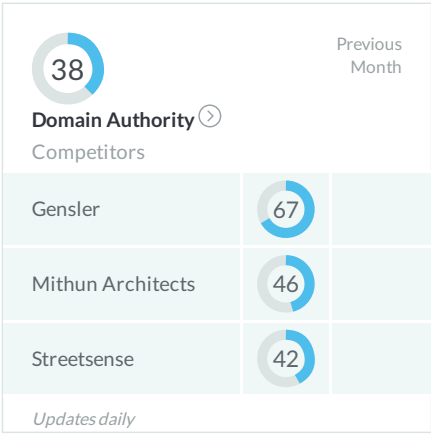 38
Previous
Month
Domain Authority
Competitors
Gensler 67
Mithun Architects 46
Streetsense 42
Updates daily